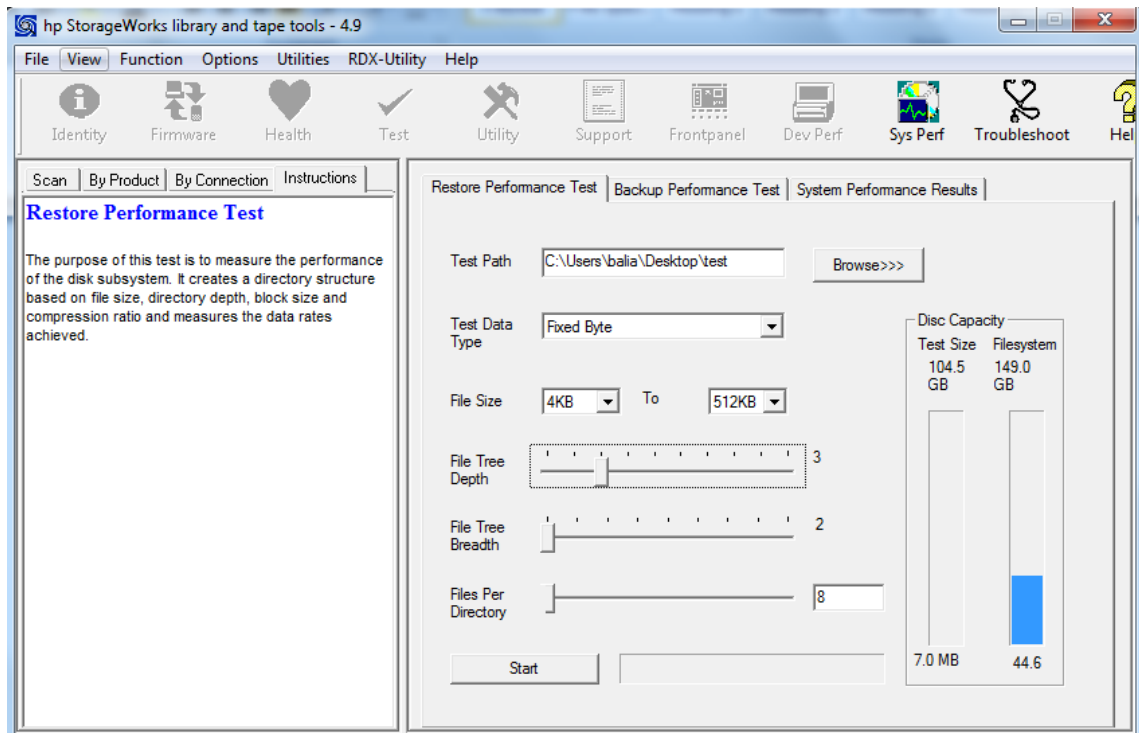 hp StorageWorks library and tape tools - 4.9
File View Function Options Utilities RDX-Utility Help
Identity Firmware Health Test Utility Support Frontpanel Dev Perf Sys Perf Troubleshoot Hel
Scan By Product By Connection Instructions
Restore Performance Test
The purpose of this test is to measure the performance
of the disk subsystem. It creates a directory structure
based on file size, directory depth, block size and
compression ratio and measures the data rates
achieved.
Restore Performance Test Backup Performance Test System Performance Results
Test Path C:\Users\balia\Desktop\test Browse>>>
Test Data
Type
Fixed Byte
File Size 4KB To 512KB
File Tree
Depth
3
File Tree
Breadth
2
Files Per
Directory
8
Start
Disc Capacity
Test Size Filesystem
104.5 149.0
GB GB
7.0 MB 44.6